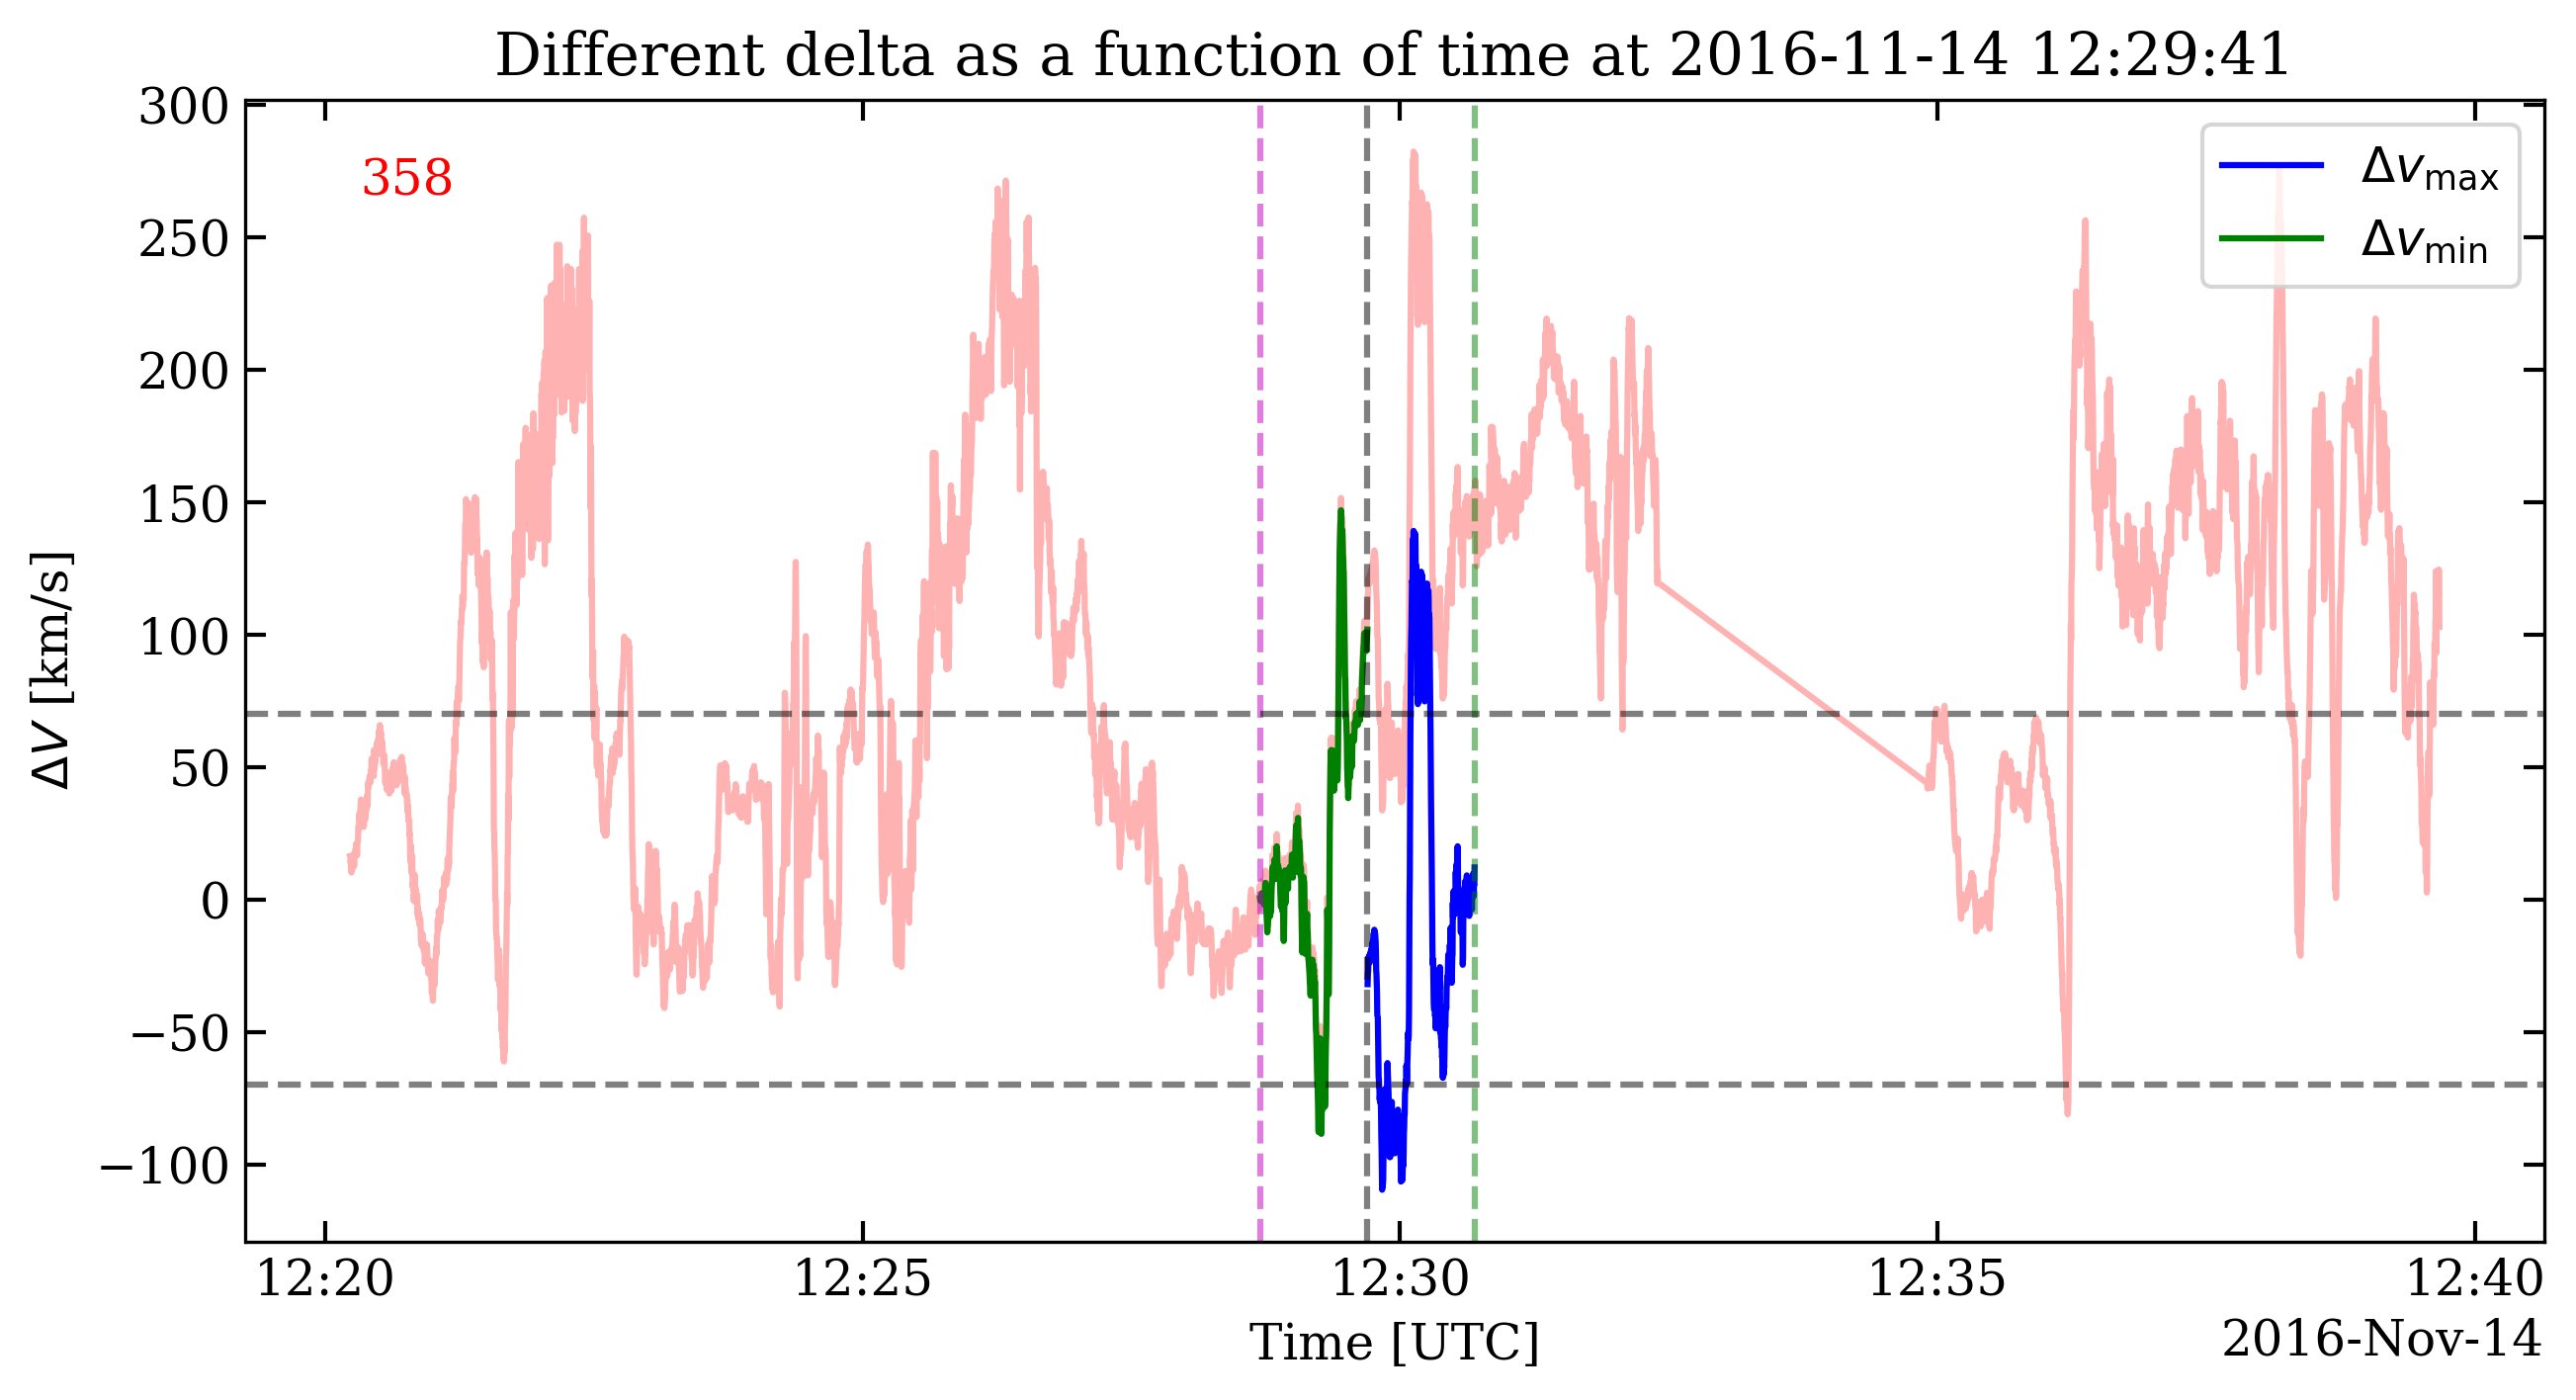 Different delta as a function of time at 2016-11-14 12:29:41
300
250
200
150
100
50
0
−50
−100
ΔV [km/s]
358
Δv_max
Δv_min
12:20 12:25 12:30 12:35 12:40
Time [UTC]
2016-Nov-14